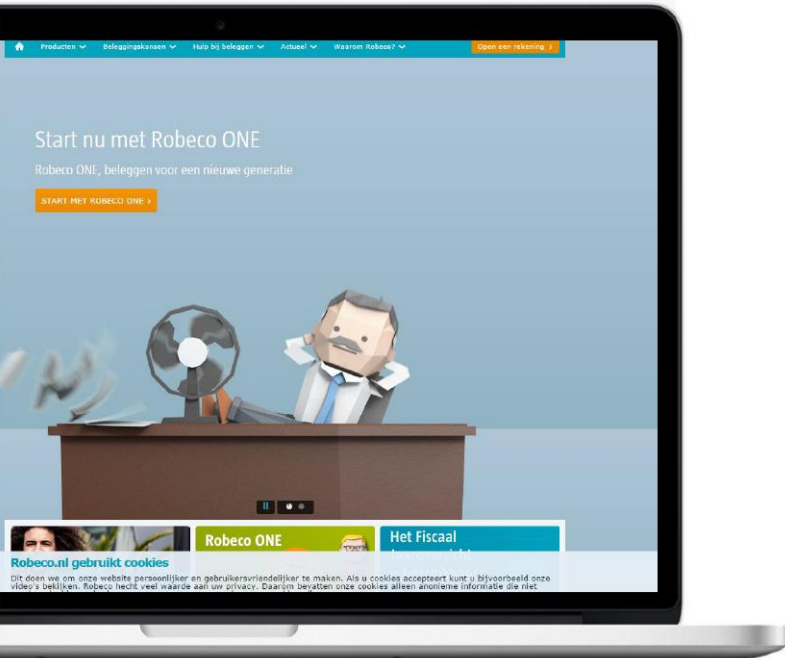 Producten
Beleggingskansen
Hulp bij beleggen
Actueel
Waarom Robeco?
Open een rekening >
Start nu met Robeco ONE
Robeco ONE, beleggen voor een nieuwe generatie
START MET ROBECO ONE >
Robeco ONE
Het Fiscaal
Robeco.nl gebruikt cookies
Dit doen we om onze website persoonlijker en gebruikersvriendelijker te maken. Als u cookies accepteert kunt u bijvoorbeeld onze
video's bekijken. Robeco hecht veel waarde aan uw privacy. Daarom bevatten onze cookies alleen anonieme informatie die niet